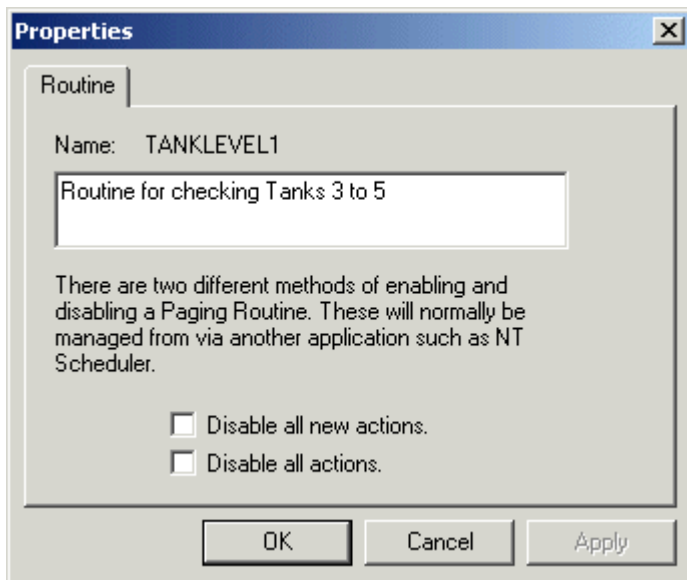 Properties
Routine
Name: TANKLEVEL1
Routine for checking Tanks 3 to 5
There are two different methods of enabling and
disabling a Paging Routine. These will normally be
managed from via another application such as NT
Scheduler.
Disable all new actions.
Disable all actions.
OK Cancel Apply